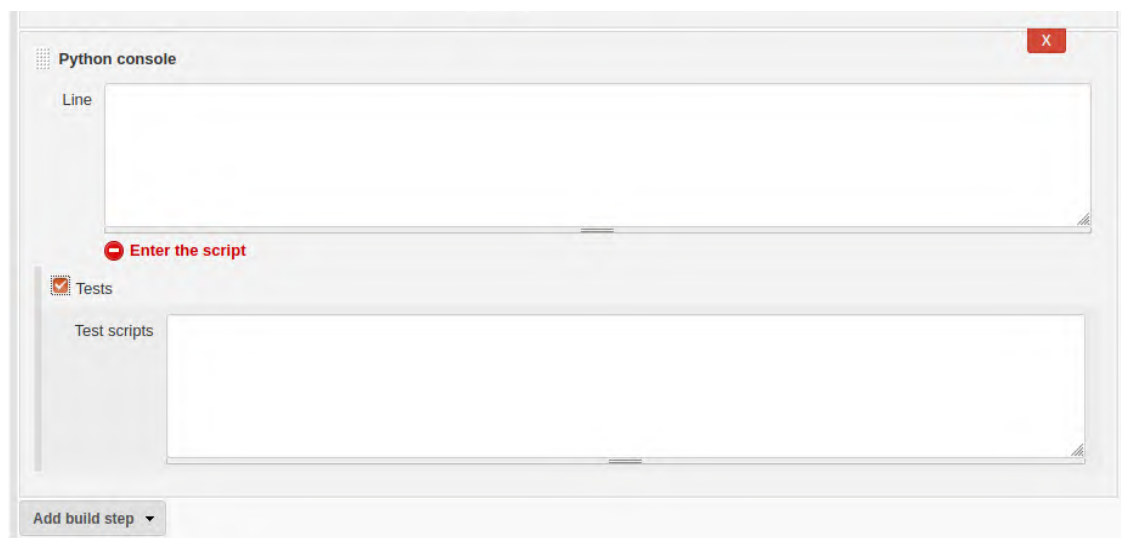 X
Python console
Line
Enter the script
Tests
Test scripts
Add build step